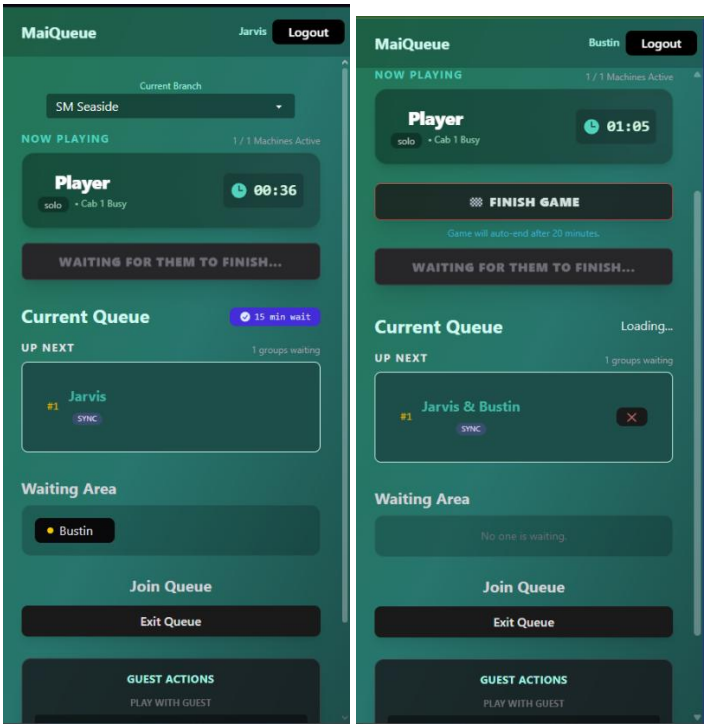 MaiQueue
Jarvis
Logout
Current Branch
SM Seaside
NOW PLAYING
1 / 1 Machines Active
Player
solo
• Cab 1 Busy
00:36
WAITING FOR THEM TO FINISH...
Current Queue
15 min wait
UP NEXT
1 groups waiting
#1
Jarvis
SYNC
Waiting Area
Bustin
Join Queue
Exit Queue
GUEST ACTIONS
PLAY WITH GUEST
MaiQueue
Bustin
Logout
NOW PLAYING
1 / 1 Machines Active
Player
solo
• Cab 1 Busy
01:05
FINISH GAME
Game will auto-end after 20 minutes.
WAITING FOR THEM TO FINISH...
Current Queue
Loading...
UP NEXT
1 groups waiting
#1
Jarvis & Bustin
SYNC
Waiting Area
No one is waiting.
Join Queue
Exit Queue
GUEST ACTIONS
PLAY WITH GUEST